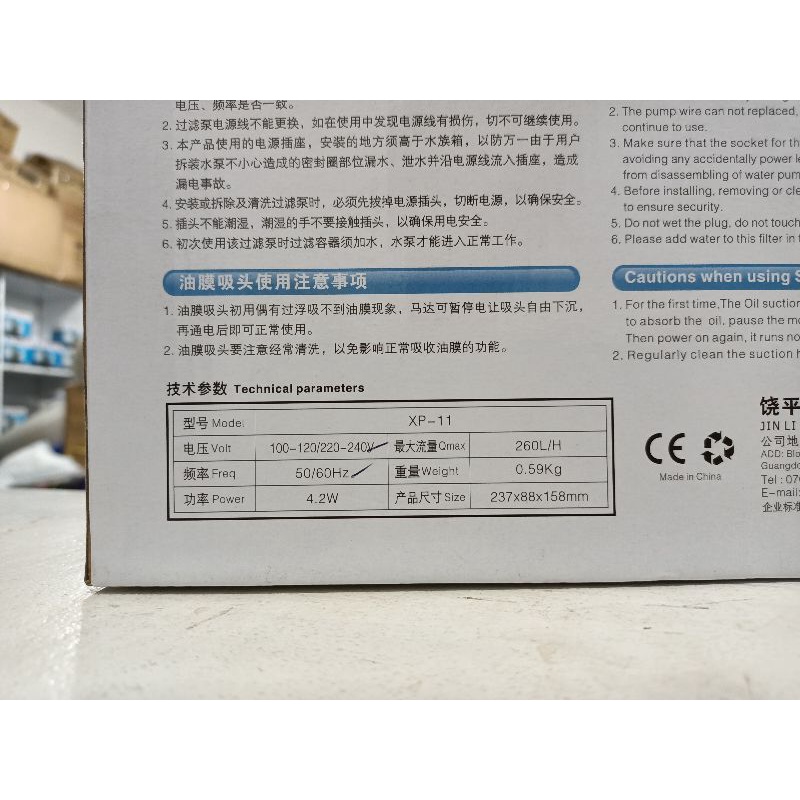 电压、频率是否一致。
2. 过滤泵电源线不能更换，如在使用中发现电源线有损伤，切不可继续使用。
3. 本产品使用的电源插座，安装的地方须高于水族箱，以防万一由于用户
拆装水泵不小心造成的密封圈部位漏水、泄水并沿电源线流入插座，造成
漏电事故。
4. 安装或拆除及清洗过滤泵时，必须先拔掉电源插头，切断电源，以确保安全。
5. 插头不能潮湿，潮湿的手不要接触插头，以确保用电安全。
6. 初次使用该过滤泵时过滤容器须加水，水泵才能进入正常工作。
油膜吸头使用注意事项
1. 油膜吸头初用偶有过浮吸不到油膜现象，马达可暂停电让吸头自由下沉，
再通电后即可正常使用。
2. 油膜吸头要注意经常清洗，以免影响正常吸收油膜的功能。
技术参数 Technical parameters
型号 Model XP-11
电压 Volt 100-120/220-240V 最大流量 Qmax 260L/H
频率 Freq 50/60Hz 重量 Weight 0.59Kg
功率 Power 4.2W 产品尺寸 Size 237x88x158mm
2. The pump wire can not replaced,
continue to use.
3. Make sure that the socket for th
avoiding any accidentally power le
from disassembling of water pum
4. Before installing, removing or cle
to ensure security.
5. Do not wet the plug, do not touch
6. Please add water to this filter in t
Cautions when using S
1. For the first time,The Oil suction
to absorb the oil. pause the mo
Then power on again, it runs no
2. Regularly clean the suction h
CE
Made in China
饶平
JIN LI
公司地
ADD: Blo
Guangdo
Tel : 07
E-mail:
企业标准